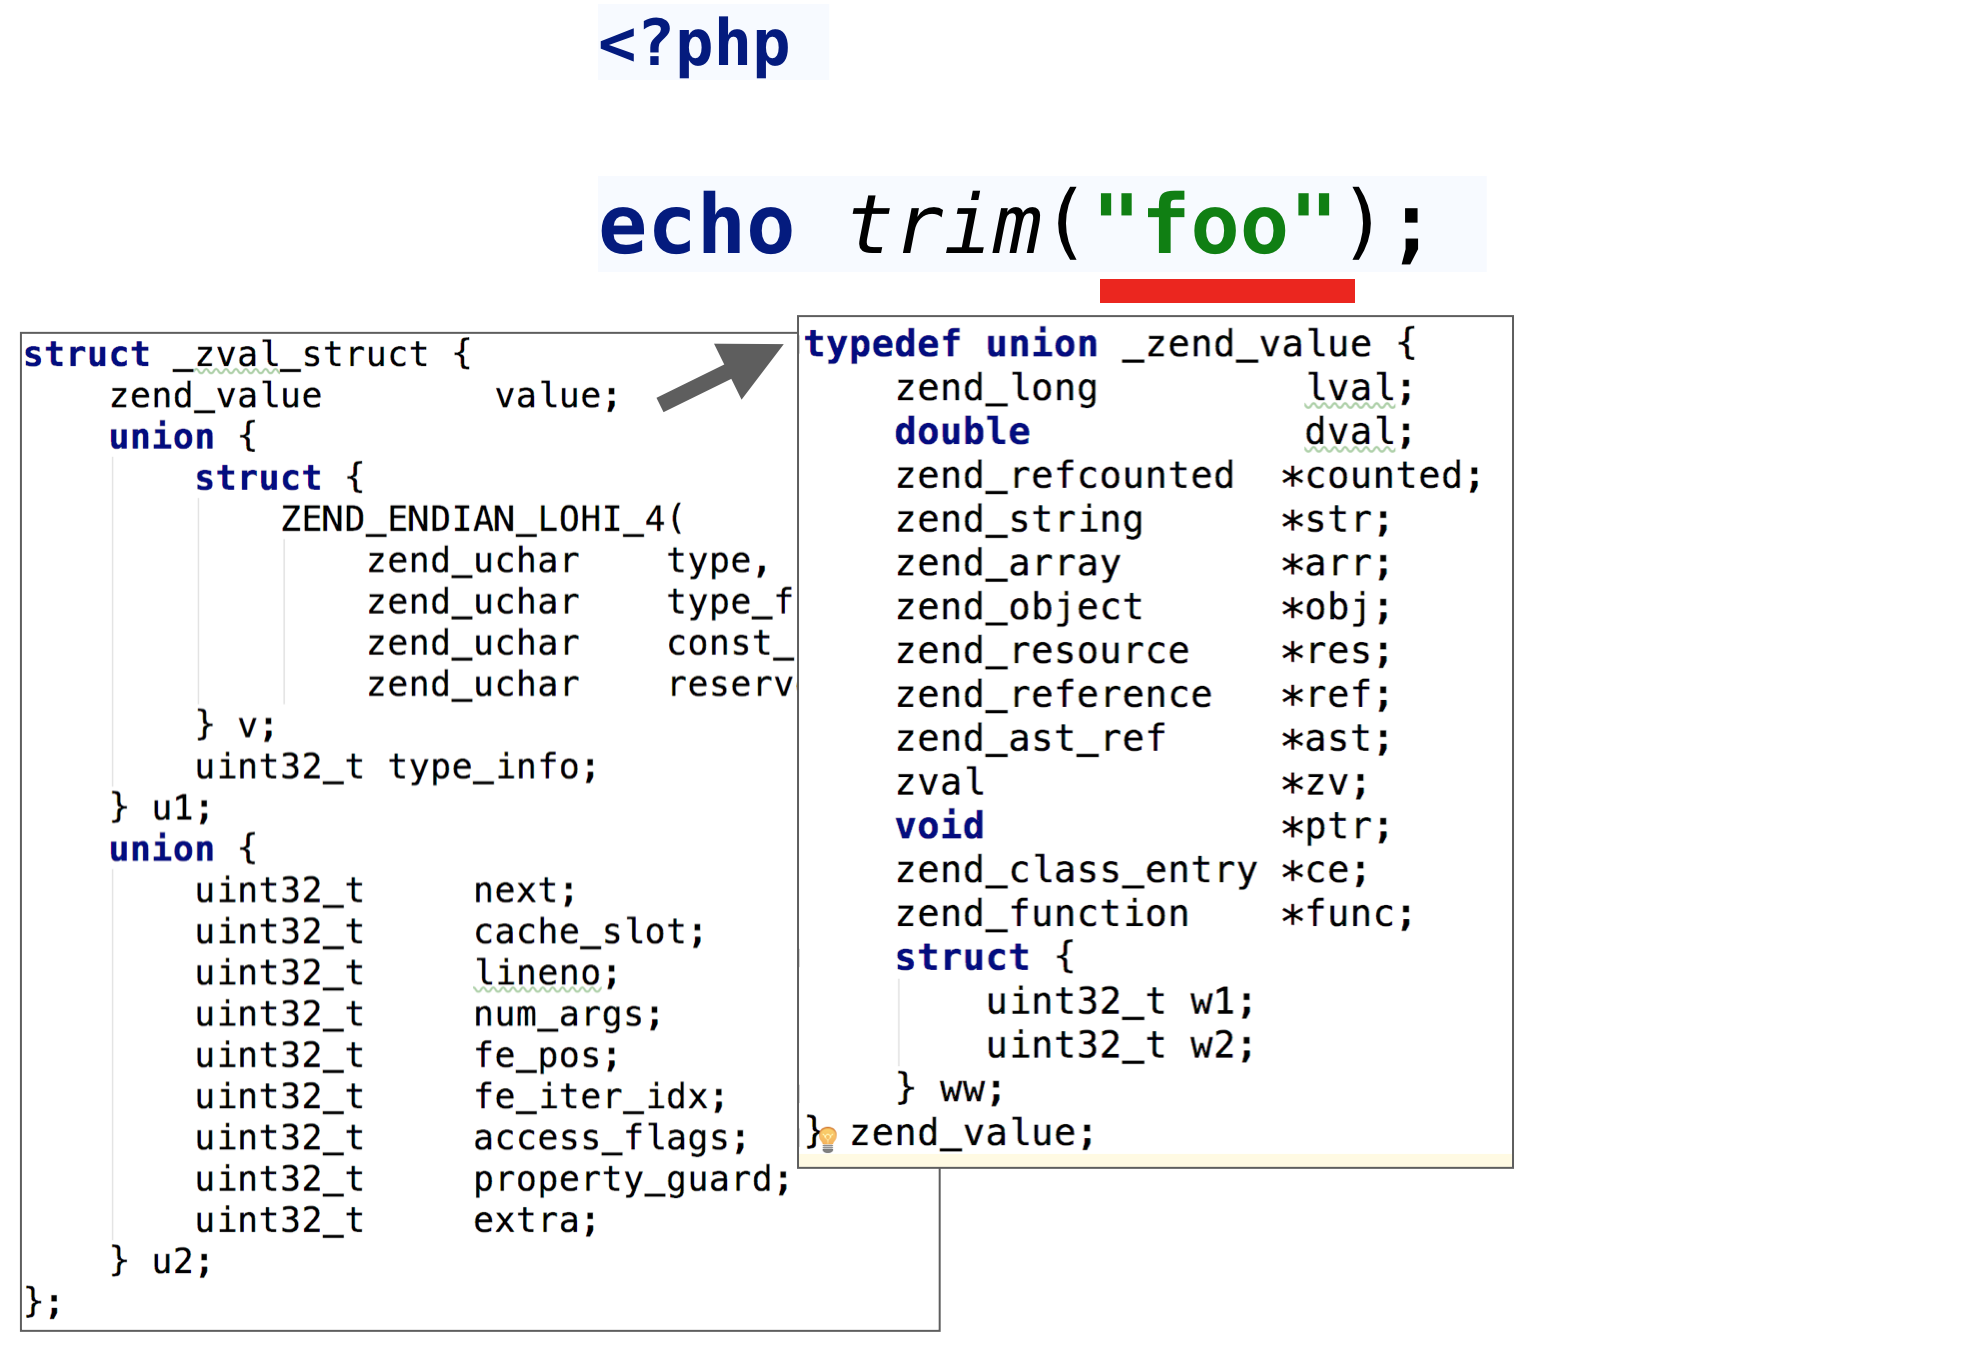 <?php
echo trim("foo");
struct _zval_struct {
zend_value value;
union {
struct {
ZEND_ENDIAN_LOHI_4(
zend_uchar type,
zend_uchar type_f
zend_uchar const_
zend_uchar reserv
} v;
uint32_t type_info;
} u1;
union {
uint32_t next;
uint32_t cache_slot;
uint32_t lineno;
uint32_t num_args;
uint32_t fe_pos;
uint32_t fe_iter_idx;
uint32_t access_flags;
uint32_t property_guard;
uint32_t extra;
} u2;
};
typedef union _zend_value {
zend_long lval;
double dval;
zend_refcounted *counted;
zend_string *str;
zend_array *arr;
zend_object *obj;
zend_resource *res;
zend_reference *ref;
zend_ast_ref *ast;
zval *zv;
void *ptr;
zend_class_entry *ce;
zend_function *func;
struct {
uint32_t w1;
uint32_t w2;
} ww;
} zend_value;